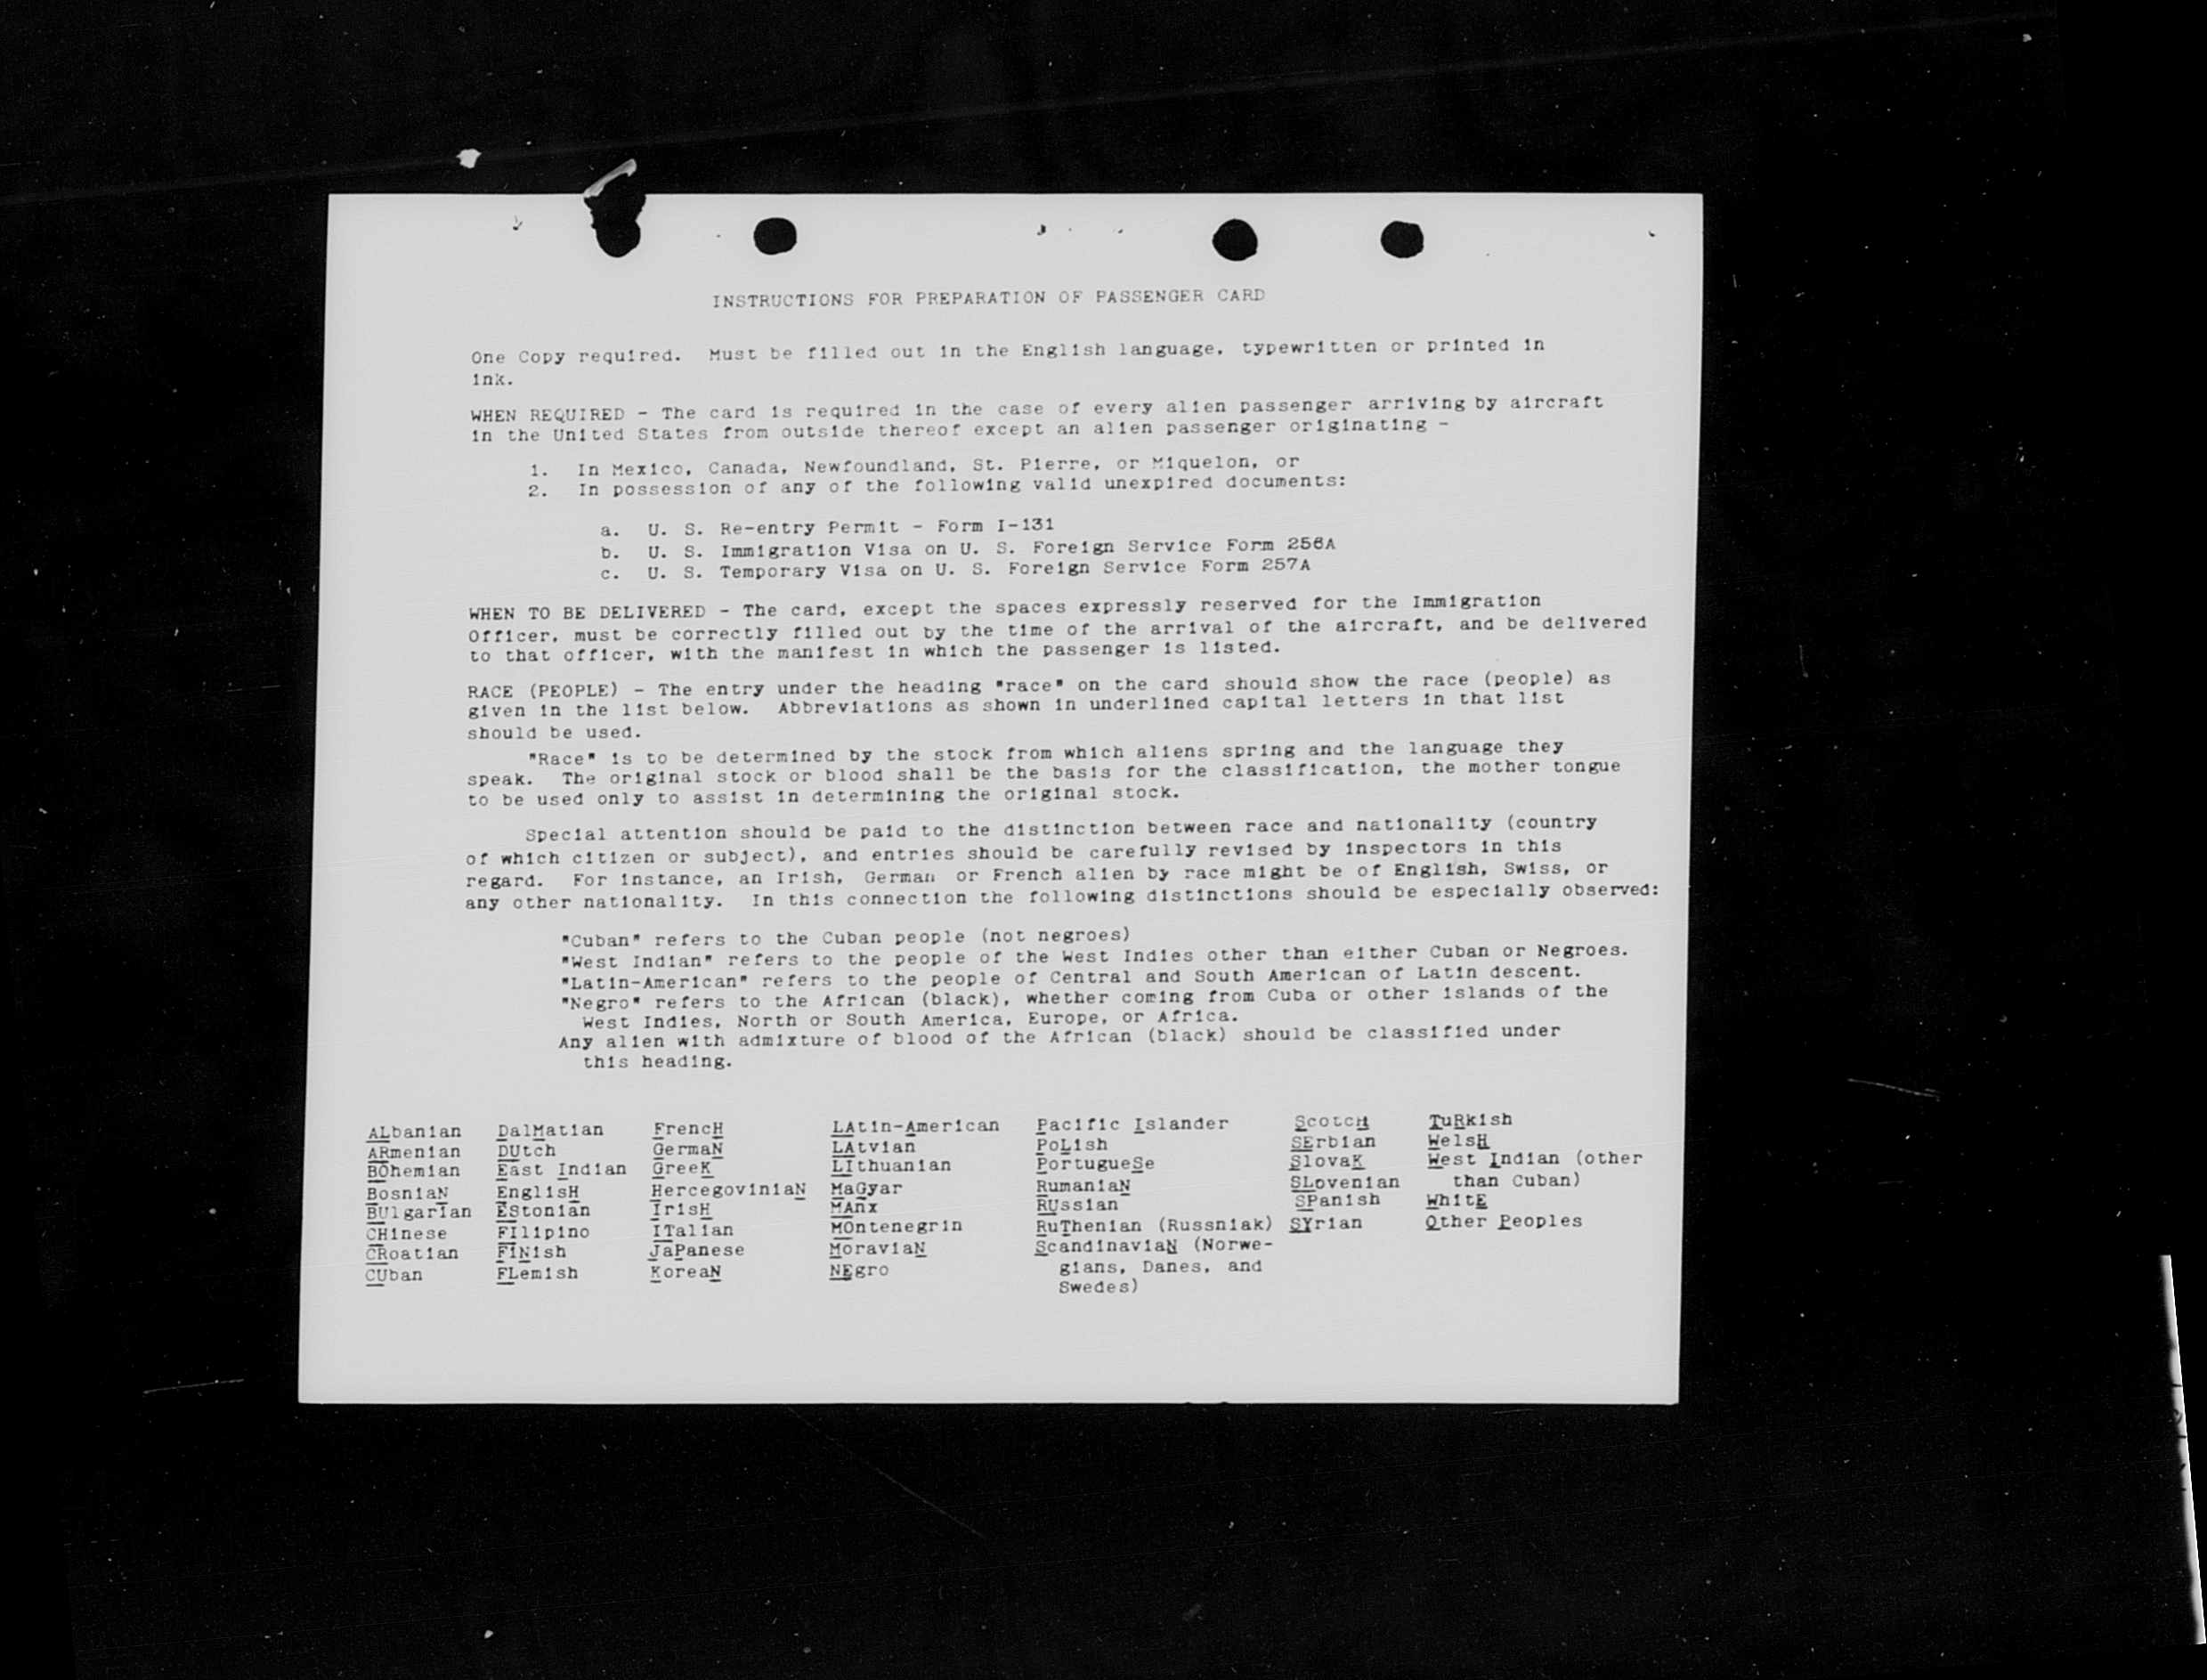 INSTRUCTIONS FOR PREPARATION OF PASSENGER CARD
One Copy required. Must be filled out in the English language, typewritten or printed in
ink.
WHEN REQUIRED - The card is required in the case of every alien passenger arriving by aircraft
in the United States from outside thereof except an alien passenger originating -
1. In Mexico, Canada, Newfoundland, St. Pierre, or Miquelon, or
2. In possession of any of the following valid unexpired documents:
a. U. S. Re-entry Permit - Form I-131
b. U. S. Immigration Visa on U. S. Foreign Service Form 256A
c. U. S. Temporary Visa on U. S. Foreign Service Form 257A
WHEN TO BE DELIVERED - The card, except the spaces expressly reserved for the Immigration
Officer, must be correctly filled out by the time of the arrival of the aircraft, and be delivered
to that officer, with the manifest in which the passenger is listed.
RACE (PEOPLE) - The entry under the heading "race" on the card should show the race (people) as
given in the list below. Abbreviations as shown in underlined capital letters in that list
should be used.
"Race" is to be determined by the stock from which aliens spring and the language they
speak. The original stock or blood shall be the basis for the classification, the mother tongue
to be used only to assist in determining the original stock.
Special attention should be paid to the distinction between race and nationality (country
of which citizen or subject), and entries should be carefully revised by inspectors in this
regard. For instance, an Irish, German or French alien by race might be of English, Swiss, or
any other nationality. In this connection the following distinctions should be especially observed:
"Cuban" refers to the Cuban people (not negroes)
"West Indian" refers to the people of the West Indies other than either Cuban or Negroes.
"Latin-American" refers to the people of Central and South American of Latin descent.
"Negro" refers to the African (black), whether coming from Cuba or other islands of the
West Indies, North or South America, Europe, or Africa.
Any alien with admixture of blood of the African (black) should be classified under
this heading.
ALbanian
ARmenian
BOhemian
BosniaN
BUlgarIan
CHinese
CRoatian
CUban
DalMatian
DUtch
East Indian
EnglisH
EStonian
FIlipino
FINish
FLemish
FrencH
GermaN
GreeK
HercegoviniaN
IrisH
ITalian
JaPanese
KoreaN
LAtin-American
LAtvian
LIthuanian
MaGyar
MAnx
MOntenegrin
MoraviaN
NEgro
Pacific Islander
PoLish
PortugueSe
RumaniaN
RUssian
RuThenian (Russniak)
ScandinaviaN (Norwe-
gians, Danes, and
Swedes)
ScotcH
SErbian
SlovaK
SLovenian
SPanish
SYrian
TuRkish
WelsH
West Indian (other
than Cuban)
WhitE
Other Peoples